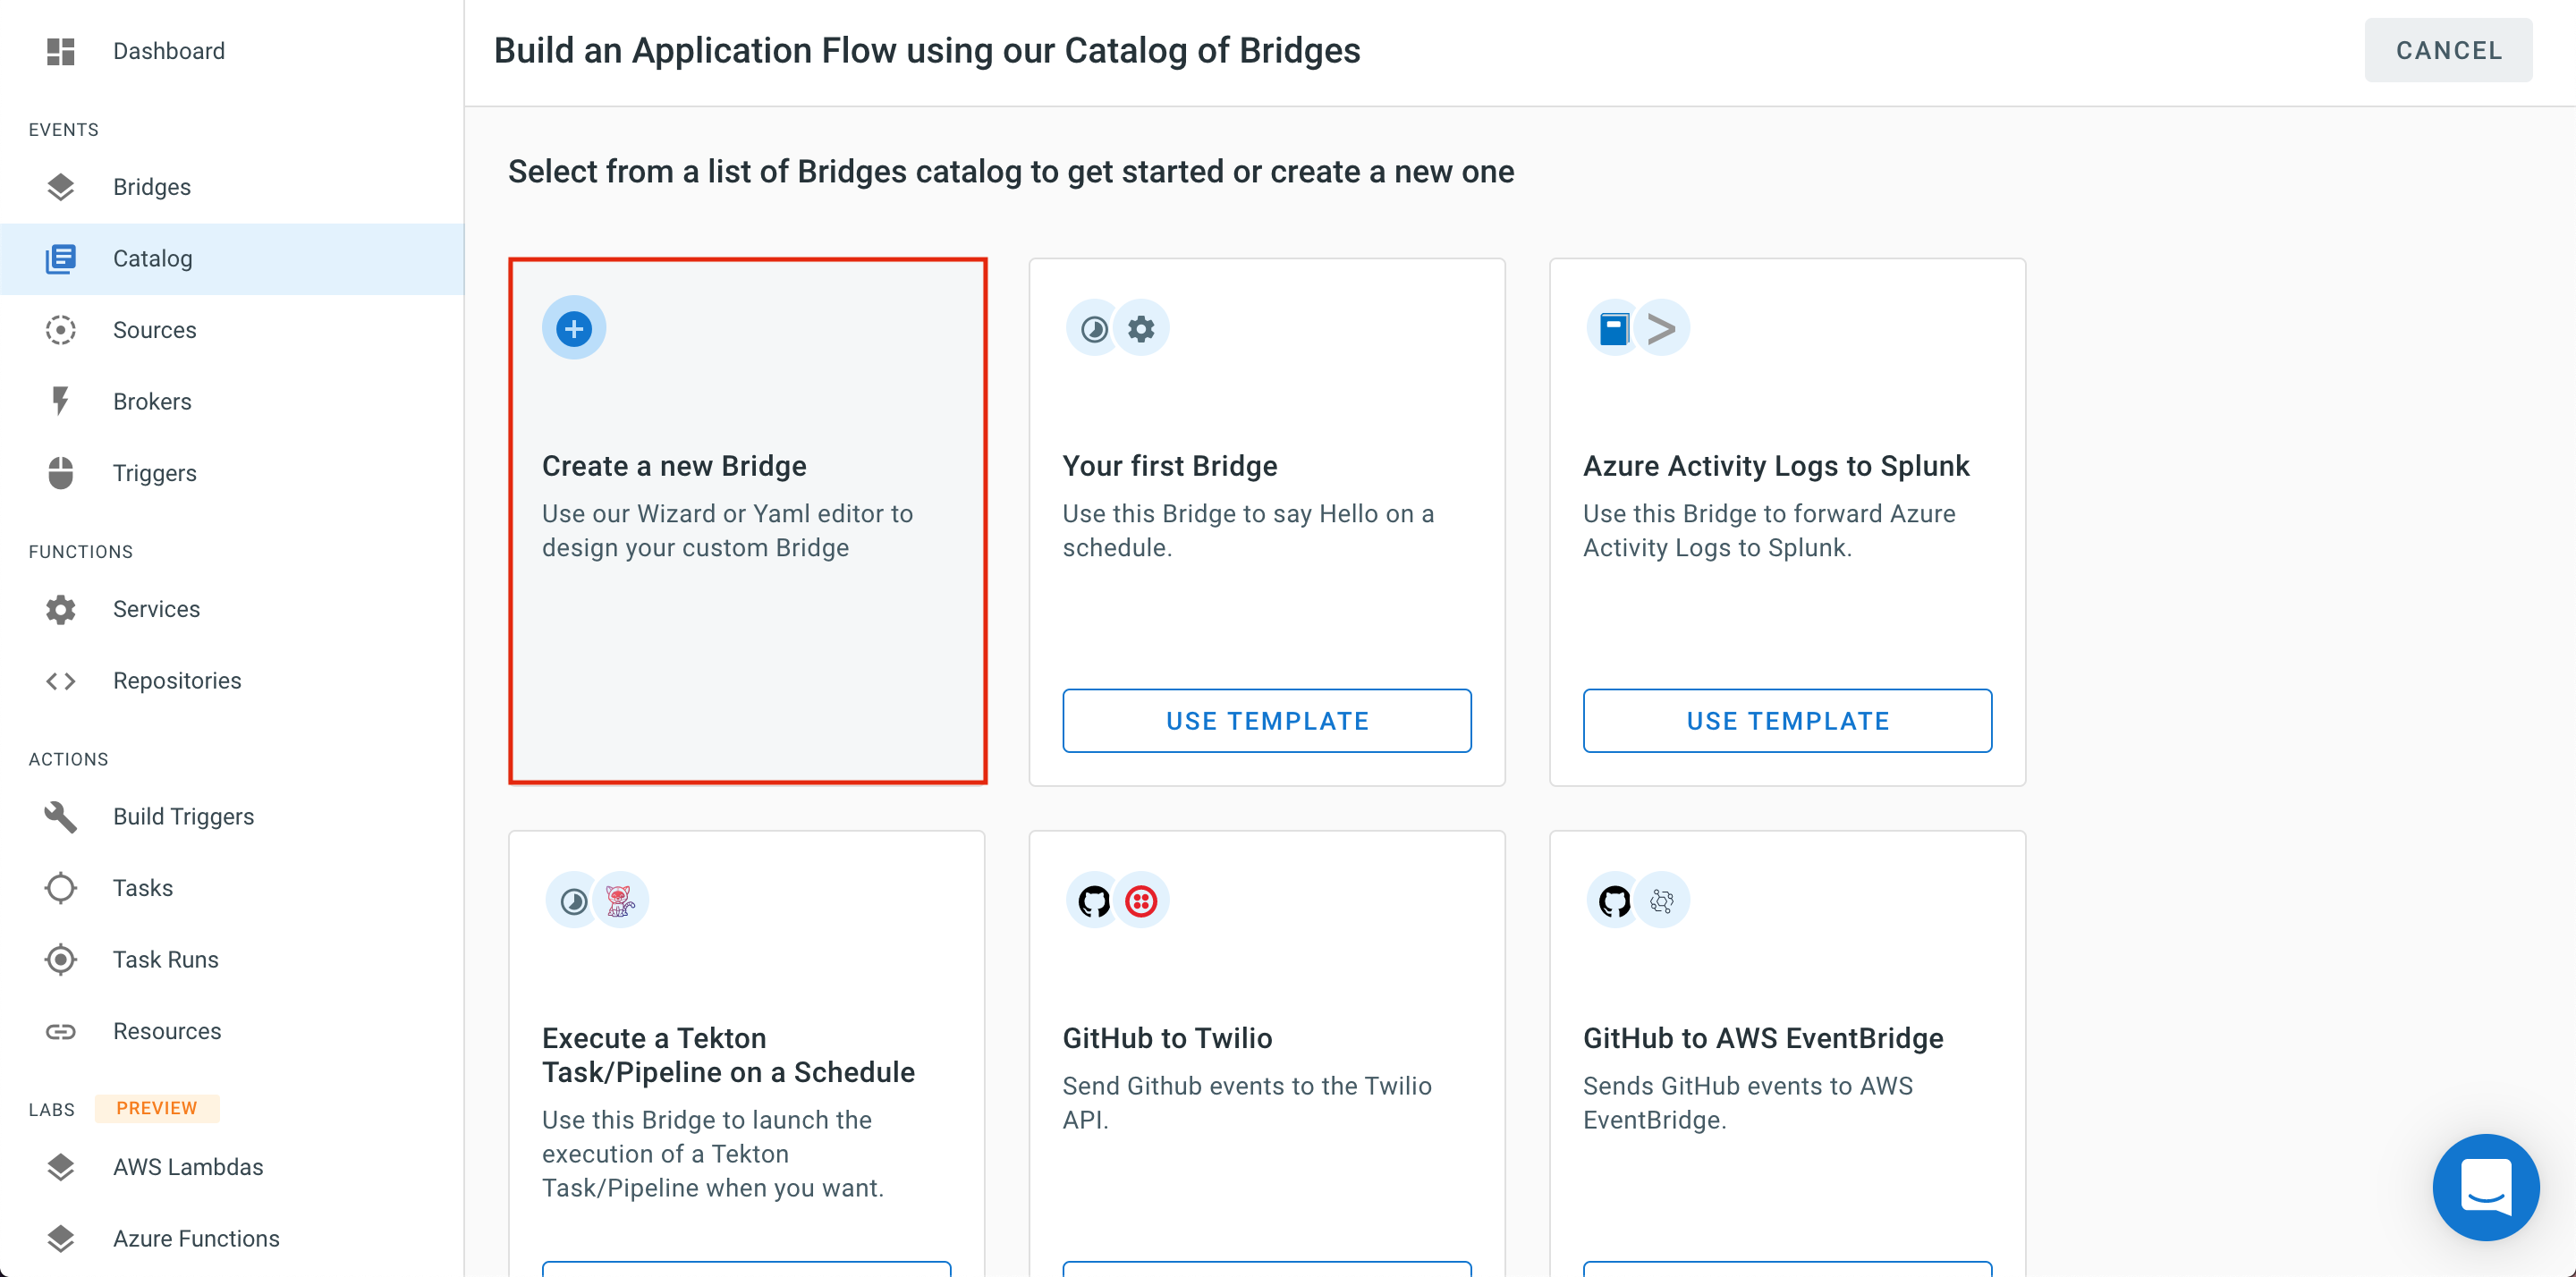 Dashboard
EVENTS
Bridges
Catalog
Sources
Brokers
Triggers
FUNCTIONS
Services
Repositories
ACTIONS
Build Triggers
Tasks
Task Runs
Resources
LABS PREVIEW
AWS Lambdas
Azure Functions
Build an Application Flow using our Catalog of Bridges
CANCEL
Select from a list of Bridges catalog to get started or create a new one
Create a new Bridge
Use our Wizard or Yaml editor to
design your custom Bridge
Your first Bridge
Use this Bridge to say Hello on a
schedule.
USE TEMPLATE
Azure Activity Logs to Splunk
Use this Bridge to forward Azure
Activity Logs to Splunk.
USE TEMPLATE
Execute a Tekton
Task/Pipeline on a Schedule
Use this Bridge to launch the
execution of a Tekton
Task/Pipeline when you want.
GitHub to Twilio
Send Github events to the Twilio
API.
GitHub to AWS EventBridge
Sends GitHub events to AWS
EventBridge.